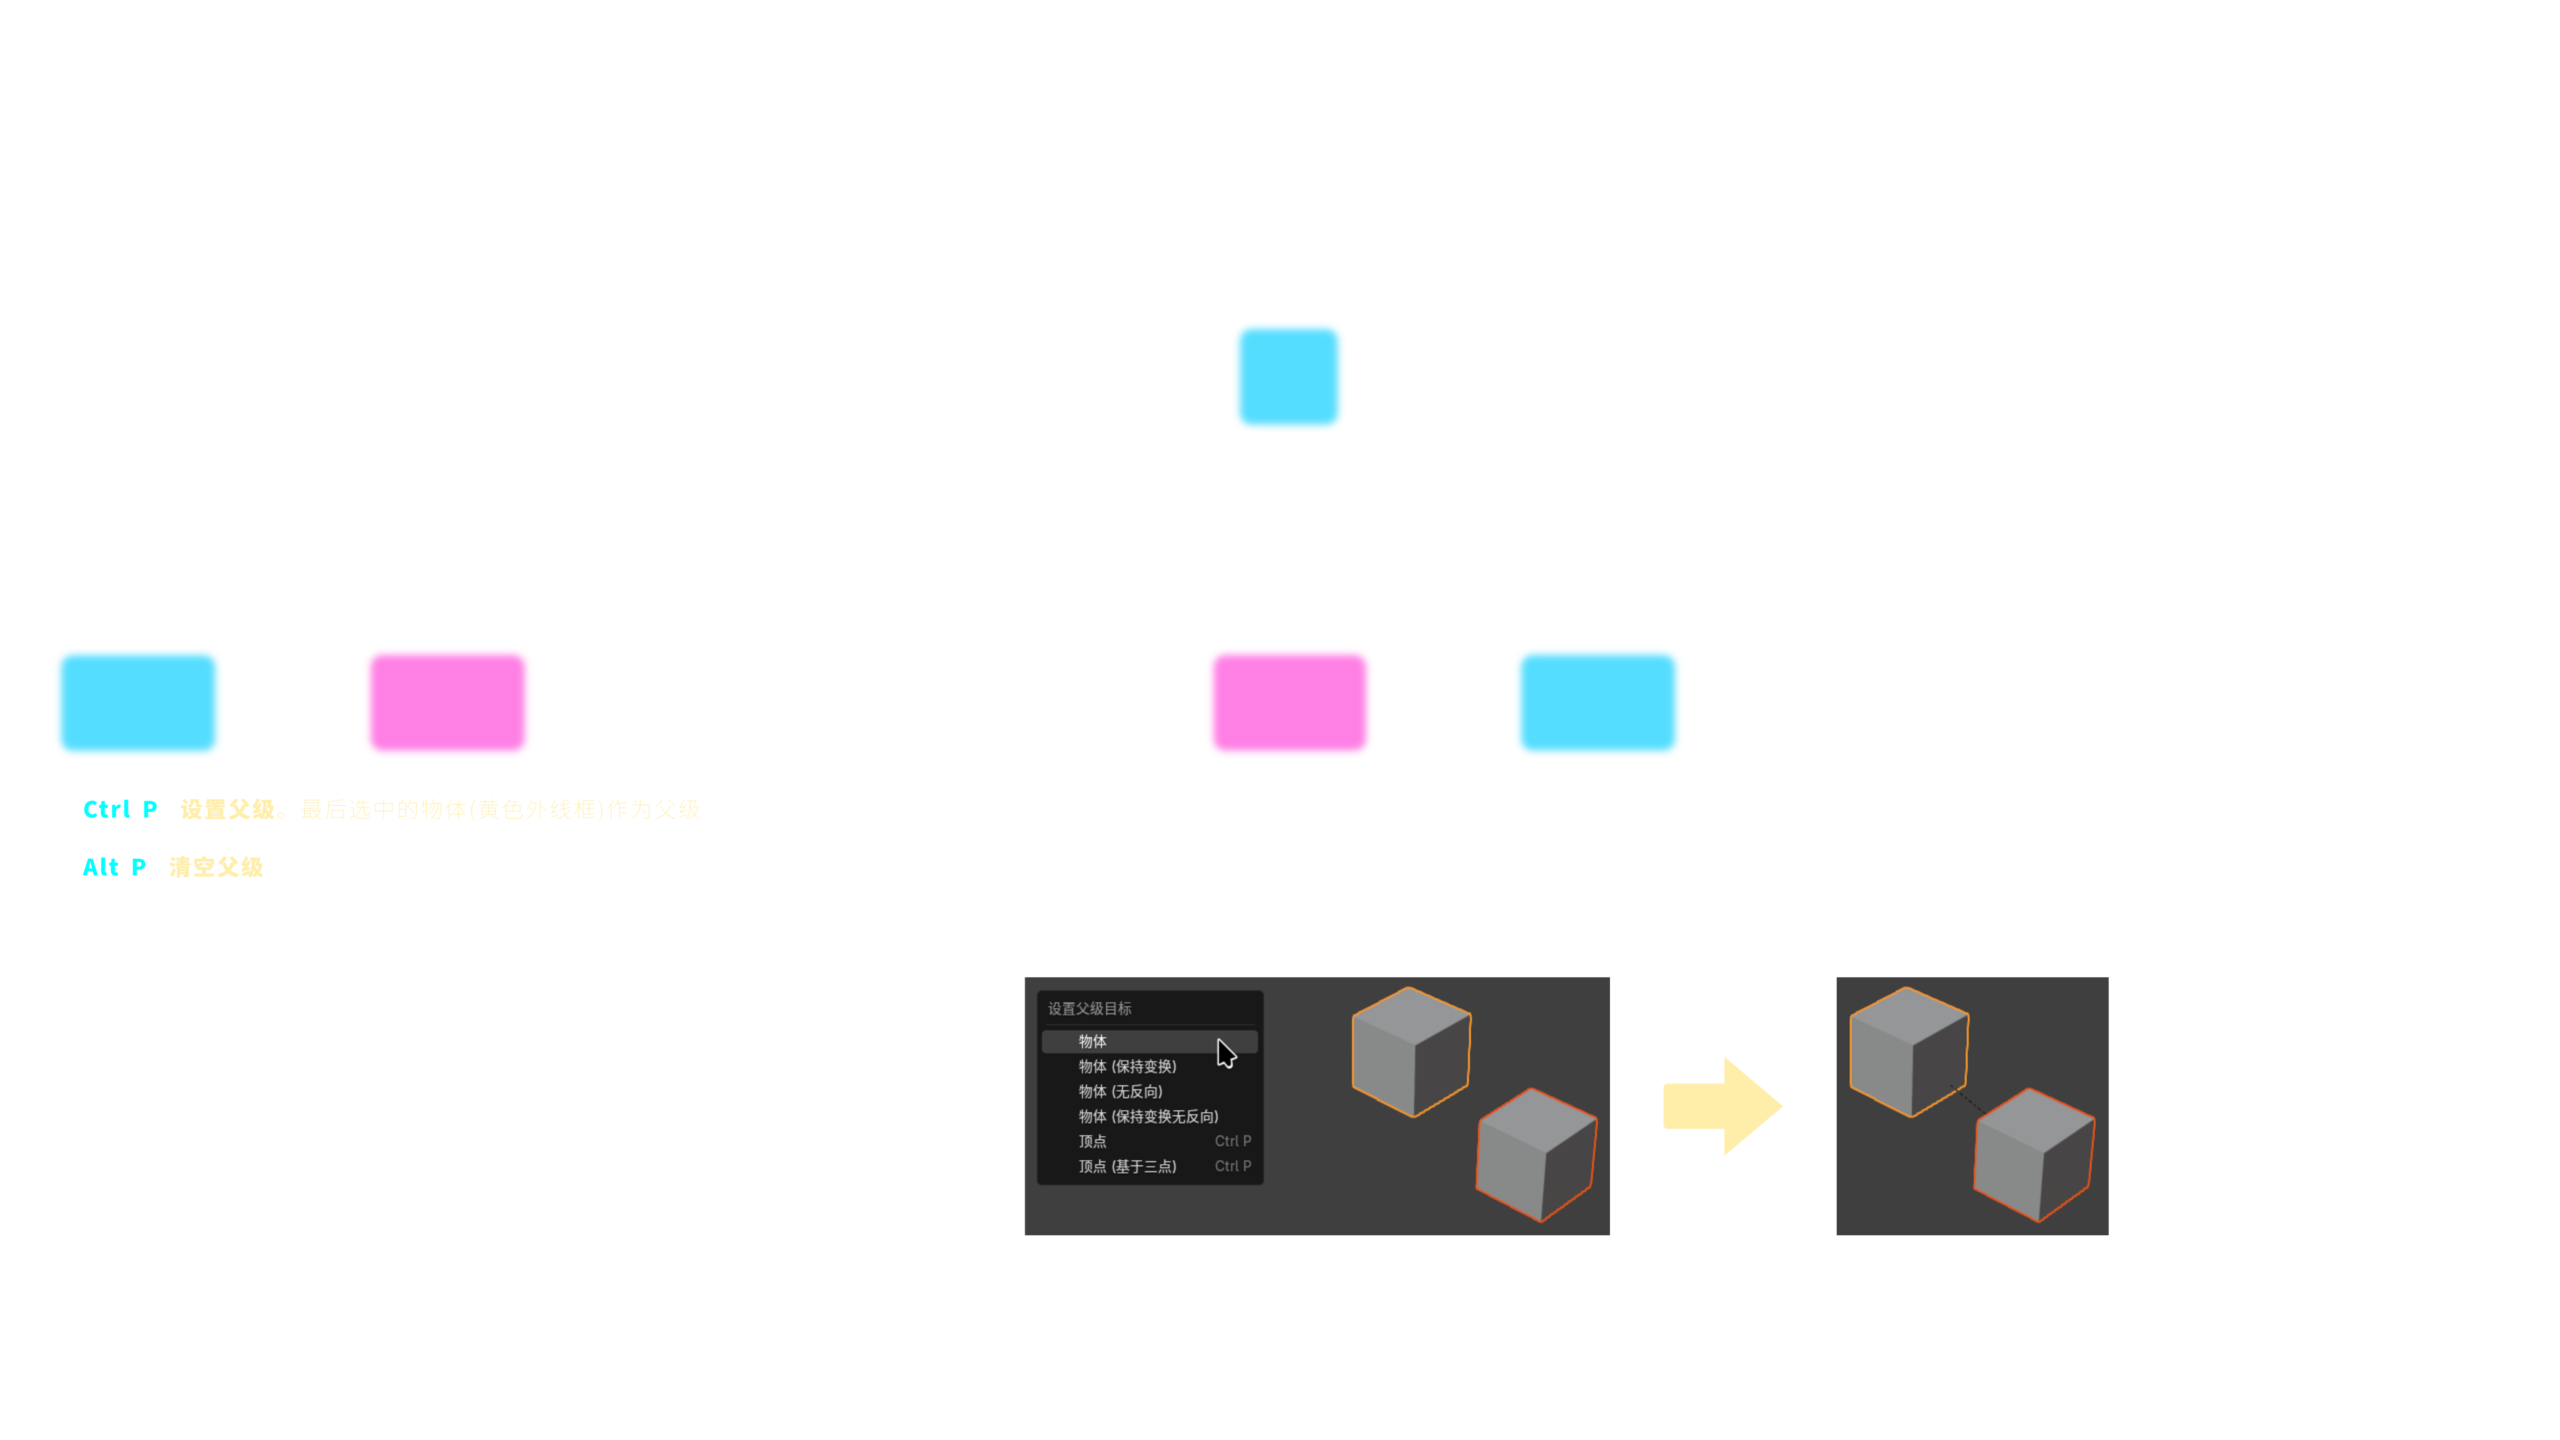 Ctrl P 设置父级。最后选中的物体(黄色外线框)作为父级
Alt P 清空父级
设置父级目标
物体
物体 (保持变换)
物体 (无反向)
物体 (保持变换无反向)
顶点 Ctrl P
顶点 (基于三点) Ctrl P